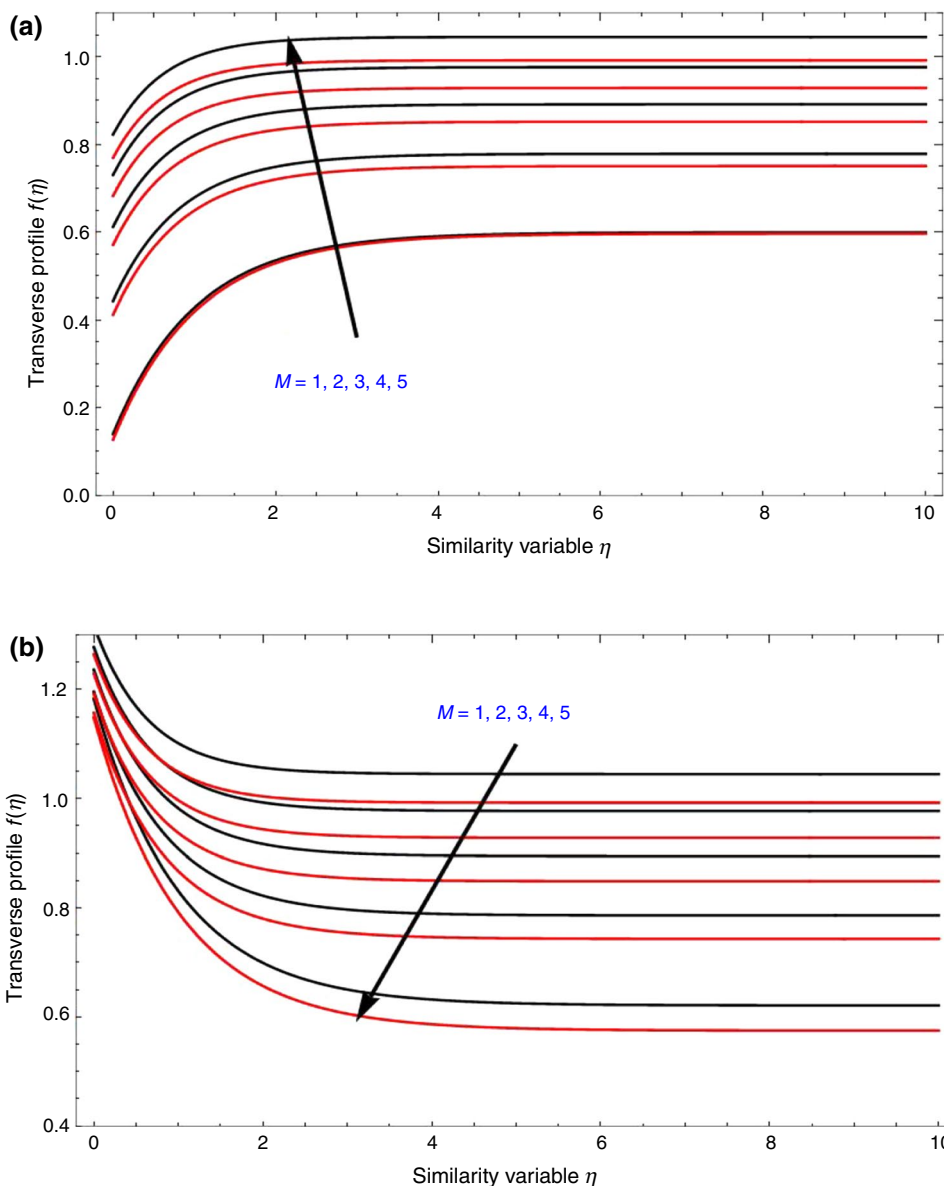 (a)
Transverse profile f(η)
1.0
0.8
0.6
0.4
0.2
0.0
M = 1, 2, 3, 4, 5
0 2 4 6 8 10
Similarity variable η
(b)
Transverse profile f(η)
1.2
1.0
0.8
0.6
0.4
M = 1, 2, 3, 4, 5
0 2 4 6 8 10
Similarity variable η